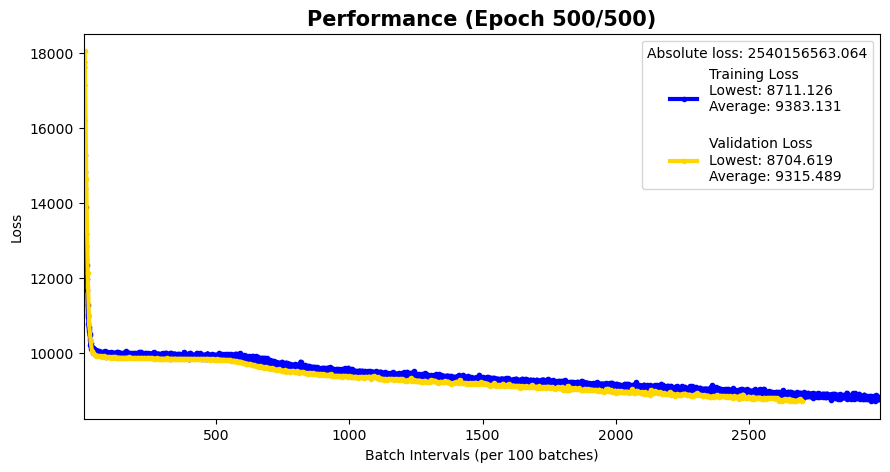 Performance (Epoch 500/500)
Absolute loss: 2540156563.064
Training Loss
Lowest: 8711.126
Average: 9383.131
Validation Loss
Lowest: 8704.619
Average: 9315.489
Loss
18000
16000
14000
12000
10000
500
1000
1500
2000
2500
Batch Intervals (per 100 batches)